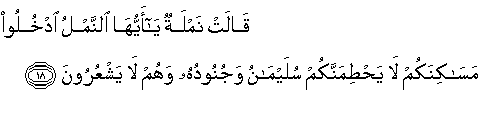 قَالَتْ نَمْلَةٌ يَـٰٓأَيُّهَا ٱلنَّمْلُ ٱدْخُلُوا۟
مَسَـٰكِنَكُمْ لَا يَحْطِمَنَّكُمْ سُلَيْمَـٰنُ وَجُنُودُهُۥ وَهُمْ لَا يَشْعُرُونَ ۝١٨